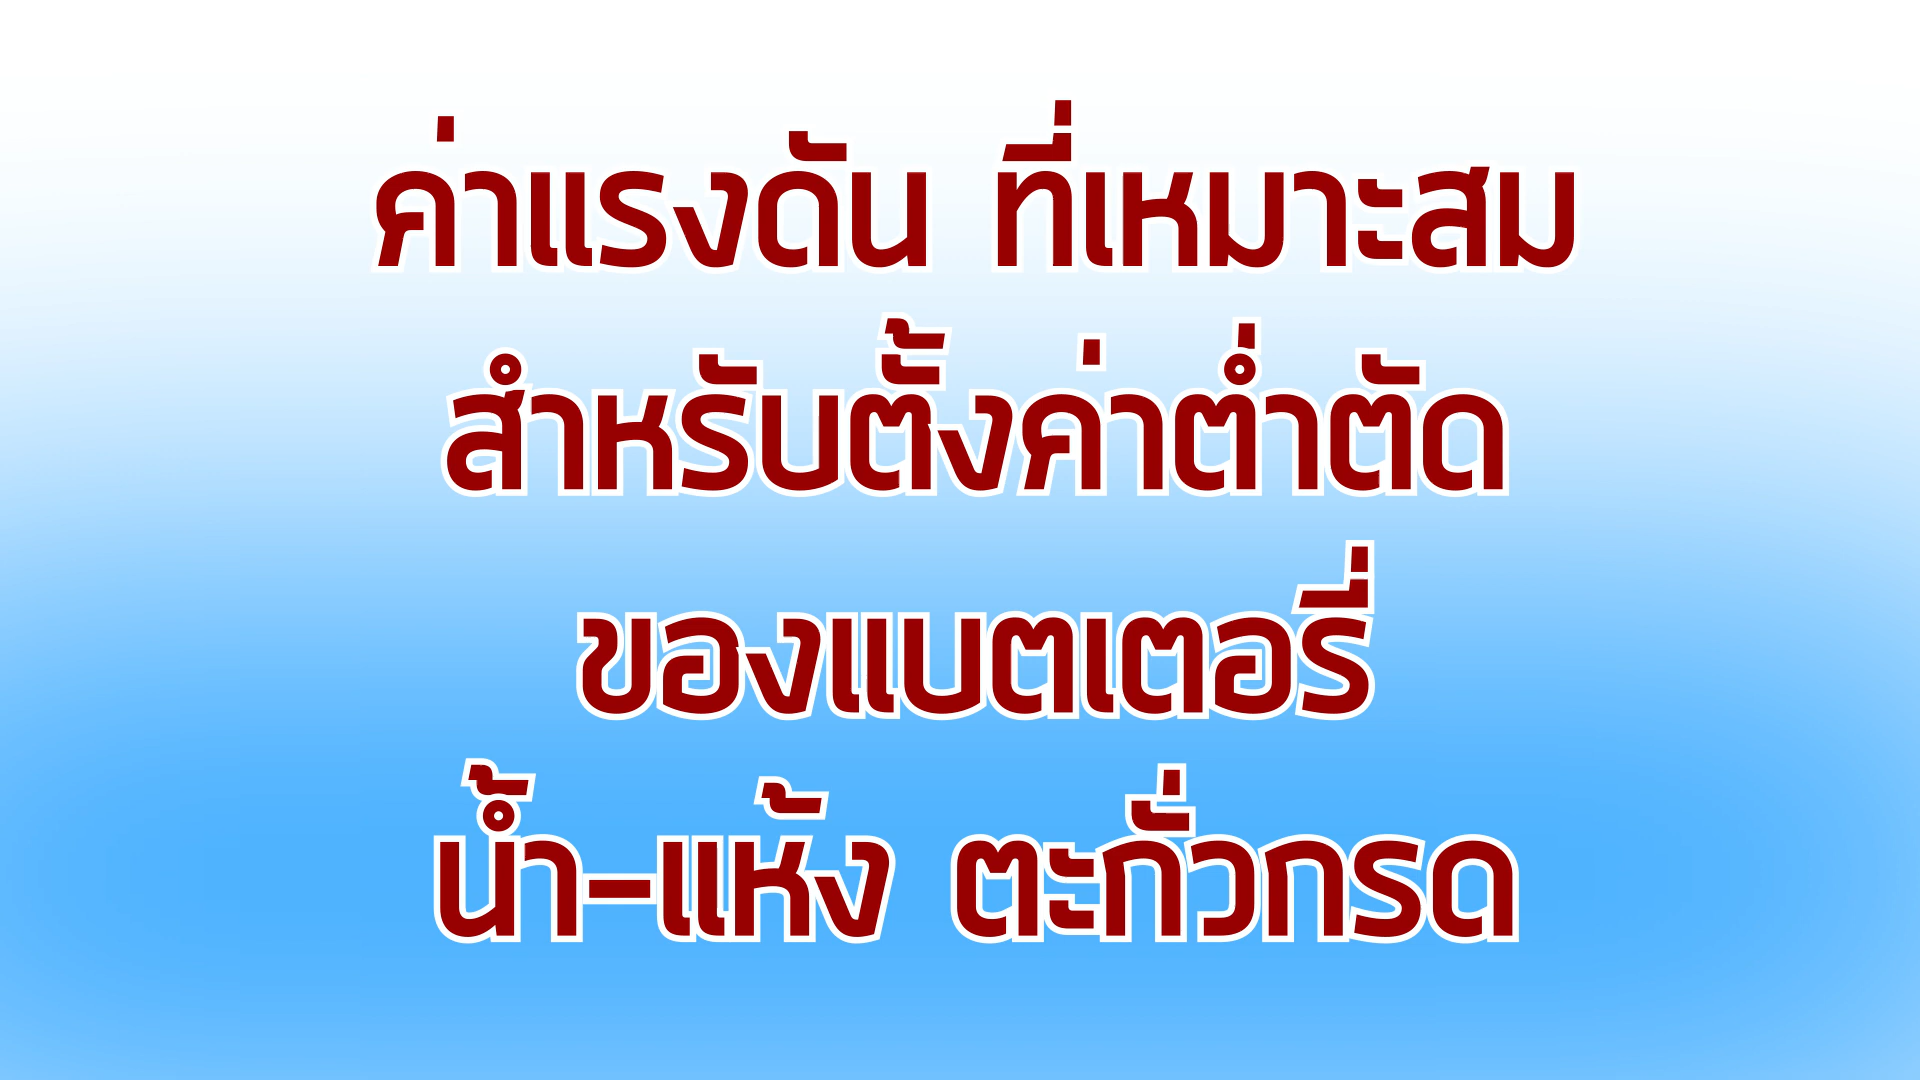 ค่าแรงดัน ที่เหมาะสม
สำหรับตั้งค่าต่ำตัด
ของแบตเตอรี่
น้ำ-แห้ง ตะกั่วกรด